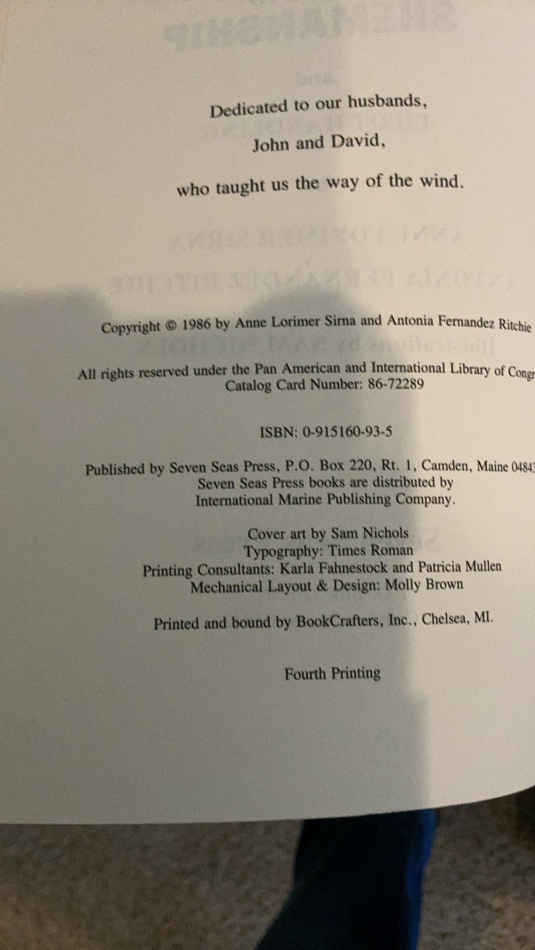 Dedicated to our husbands,
John and David,
who taught us the way of the wind.
Copyright © 1986 by Anne Lorimer Sirna and Antonia Fernandez Ritchie
All rights reserved under the Pan American and International Library of Congr
Catalog Card Number: 86-72289
ISBN: 0-915160-93-5
Published by Seven Seas Press, P.O. Box 220, Rt. 1, Camden, Maine 0484
Seven Seas Press books are distributed by
International Marine Publishing Company.
Cover art by Sam Nichols
Typography: Times Roman
Printing Consultants: Karla Fahnestock and Patricia Mullen
Mechanical Layout & Design: Molly Brown
Printed and bound by BookCrafters, Inc., Chelsea, MI.
Fourth Printing